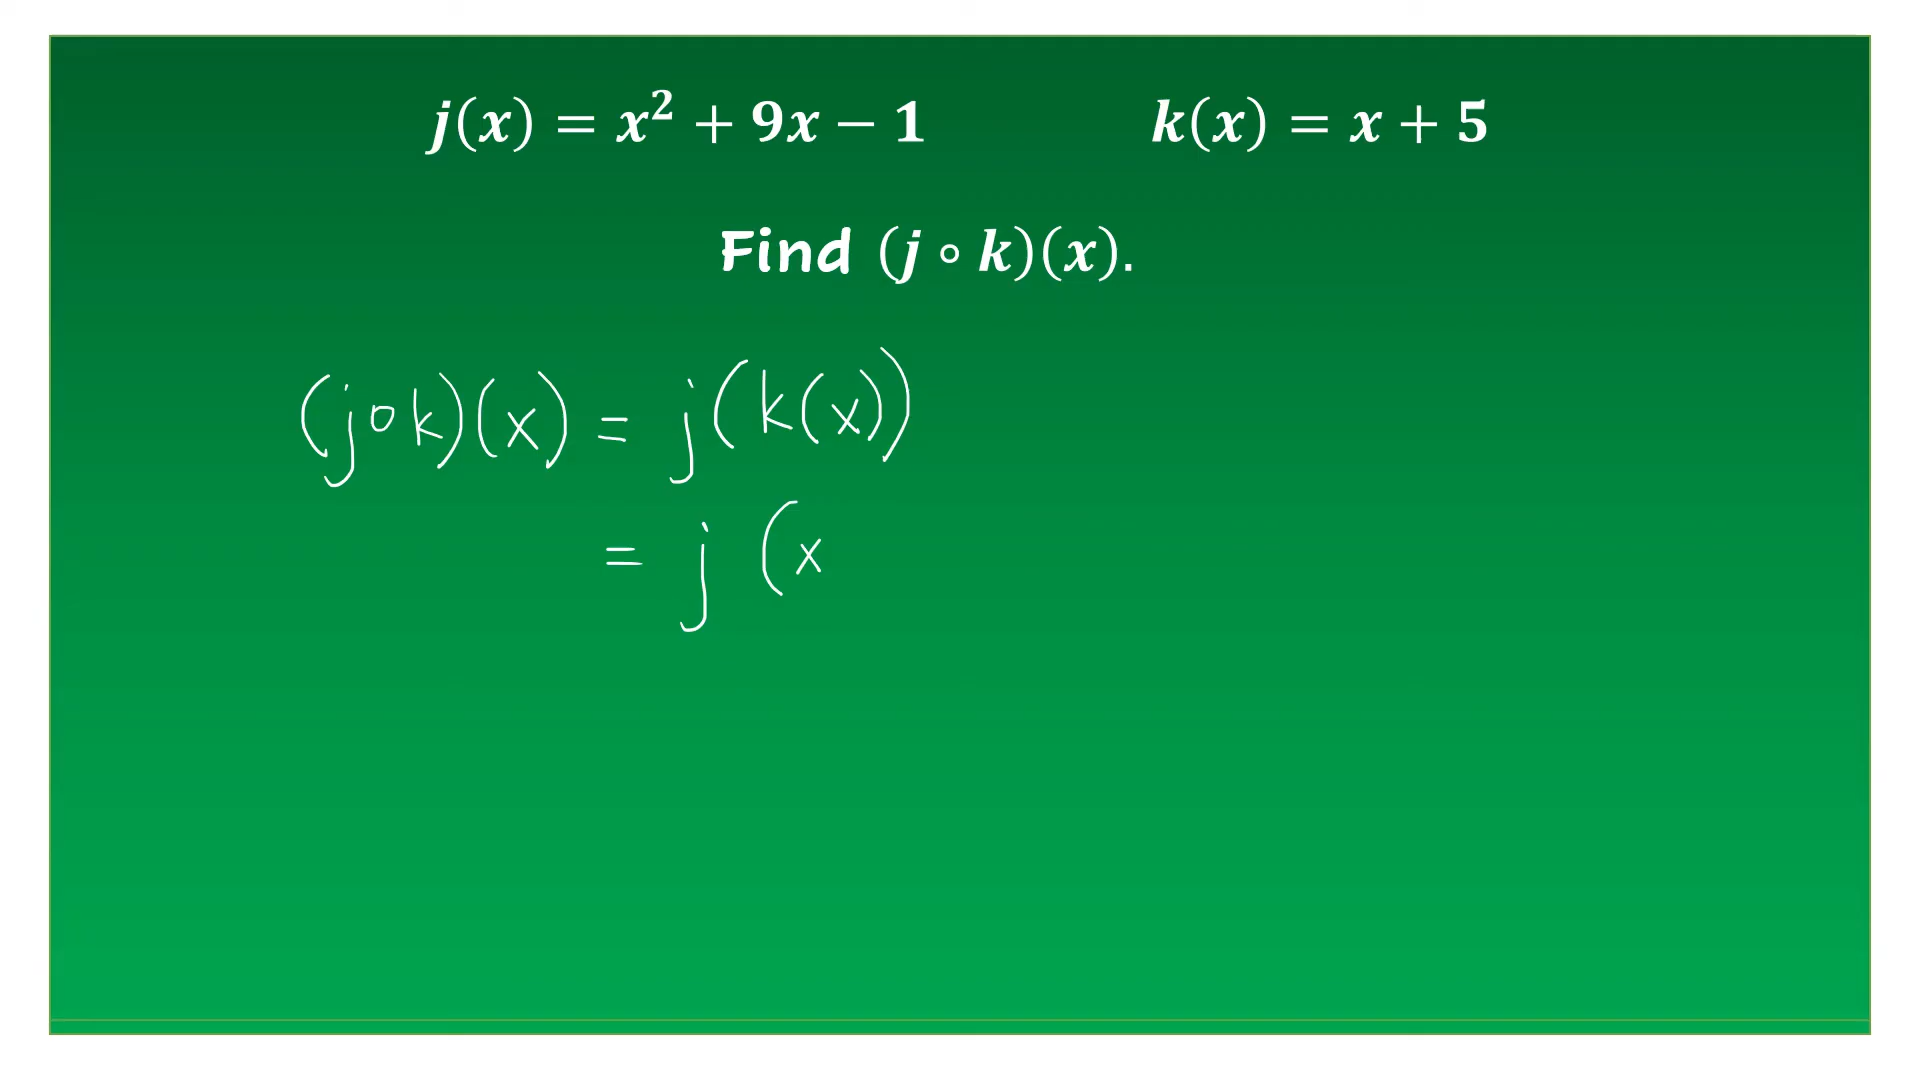 j(x) = x² + 9x − 1 k(x) = x + 5
Find (j ∘ k)(x).
(j∘k)(x) = j(k(x))
= j (x